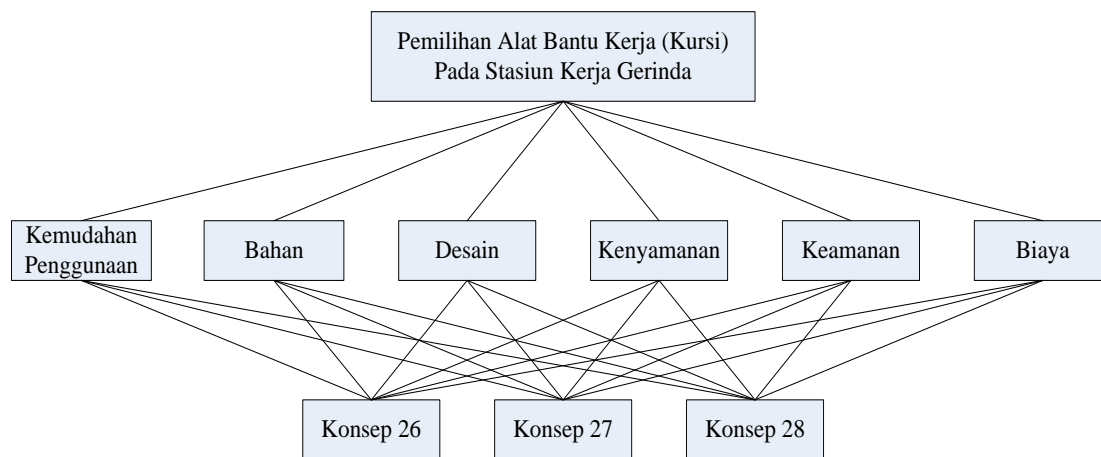 Pemilihan Alat Bantu Kerja (Kursi)
Pada Stasiun Kerja Gerinda
Kemudahan
Penggunaan
Bahan
Desain
Kenyamanan
Keamanan
Biaya
Konsep 26
Konsep 27
Konsep 28